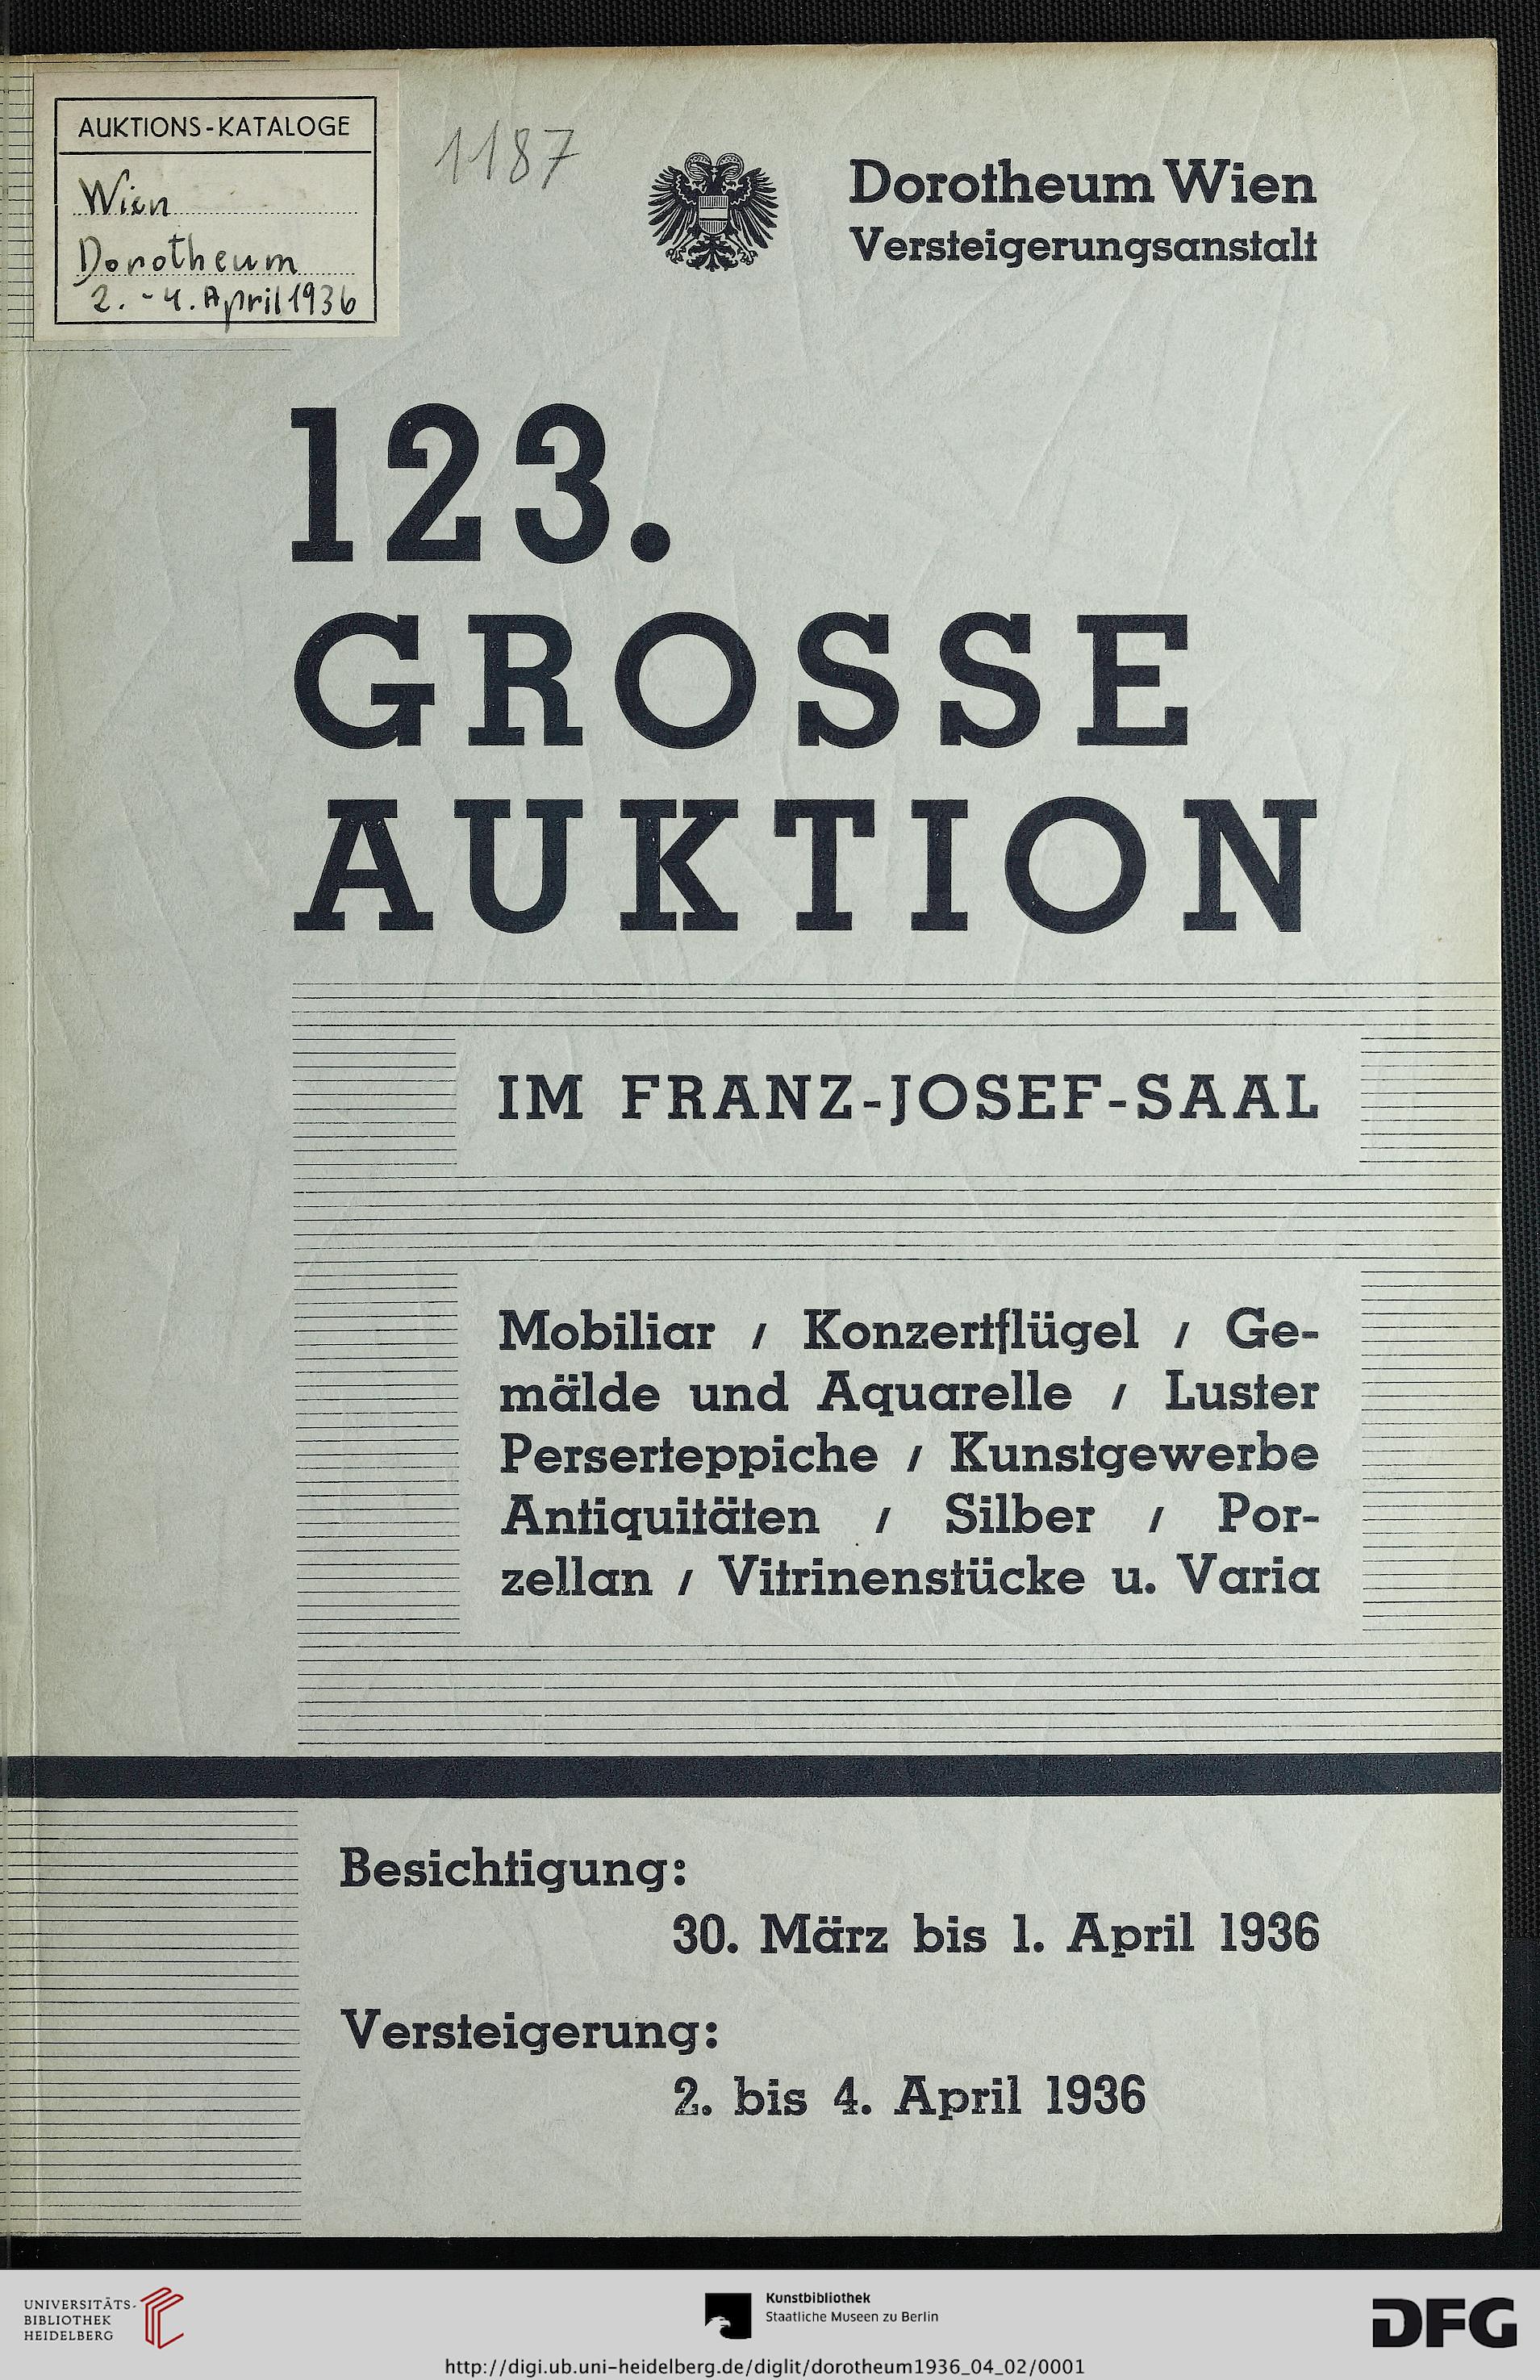 AUKTIONS-KATALOGE
Wien
Dorotheum
2. - 4. April 1936
1187
Dorotheum Wien
Versteigerungsanstalt
123.
GROSSE
AUKTION
IM FRANZ-JOSEF-SAAL
Mobiliar / Konzertflügel / Ge-
mälde und Aquarelle / Luster
Perserteppiche / Kunstgewerbe
Antiquitäten / Silber / Por-
zellan / Vitrinenstücke u. Varia
Besichtigung:
30. März bis 1. April 1936
Versteigerung:
2. bis 4. April 1936
UNIVERSITÄTS-
BIBLIOTHEK
HEIDELBERG
Kunstbibliothek
Staatliche Museen zu Berlin
DFG
http://digi.ub.uni-heidelberg.de/diglit/dorotheum1936_04_02/0001